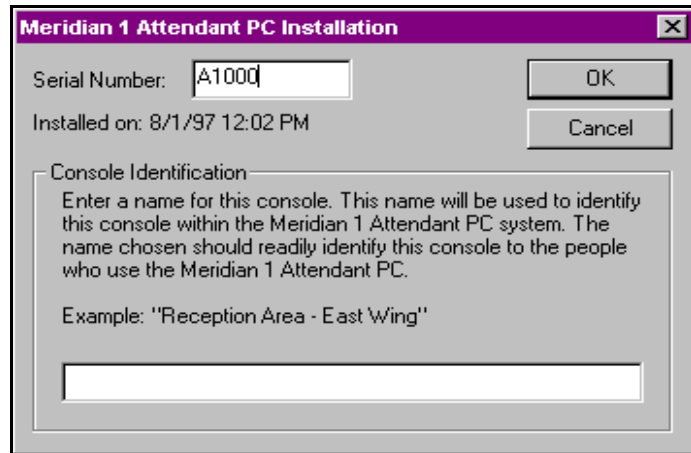 Meridian 1 Attendant PC Installation
Serial Number: A1000 OK
Installed on: 8/1/97 12:02 PM Cancel
Console Identification
Enter a name for this console. This name will be used to identify
this console within the Meridian 1 Attendant PC system. The
name chosen should readily identify this console to the people
who use the Meridian 1 Attendant PC.
Example: "Reception Area - East Wing"